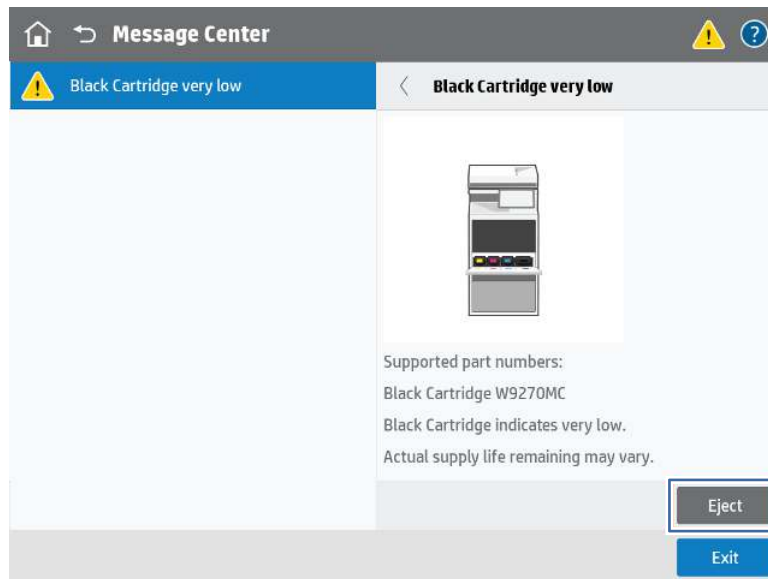 Message Center
?
Black Cartridge very low
Black Cartridge very low
Supported part numbers:
Black Cartridge W9270MC
Black Cartridge indicates very low.
Actual supply life remaining may vary.
Eject
Exit